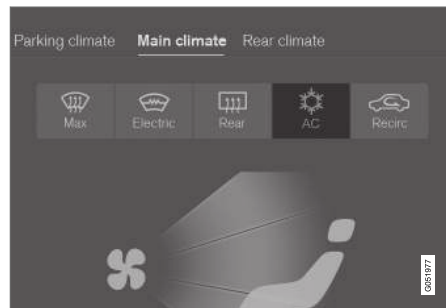 Parking climate Main climate Rear climate
Max Electric Rear AC Recirc
G051977